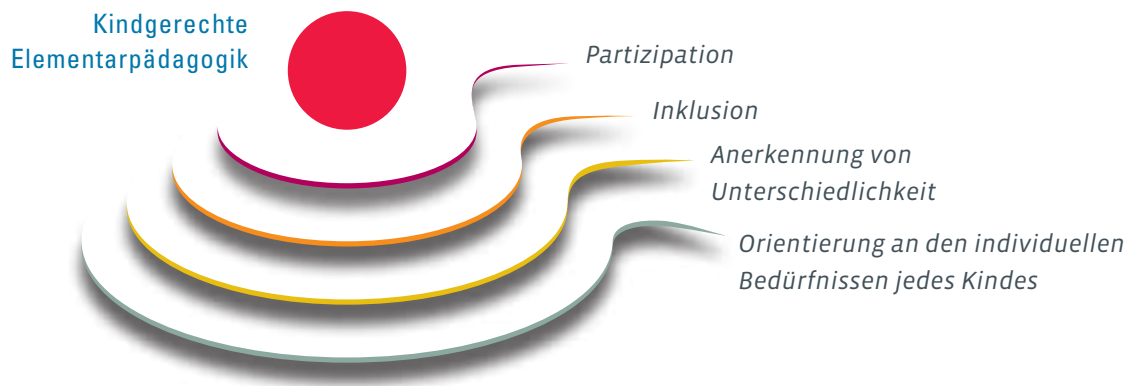 Kindgerechte
Elementarpädagogik
Partizipation
Inklusion
Anerkennung von
Unterschiedlichkeit
Orientierung an den individuellen
Bedürfnissen jedes Kindes